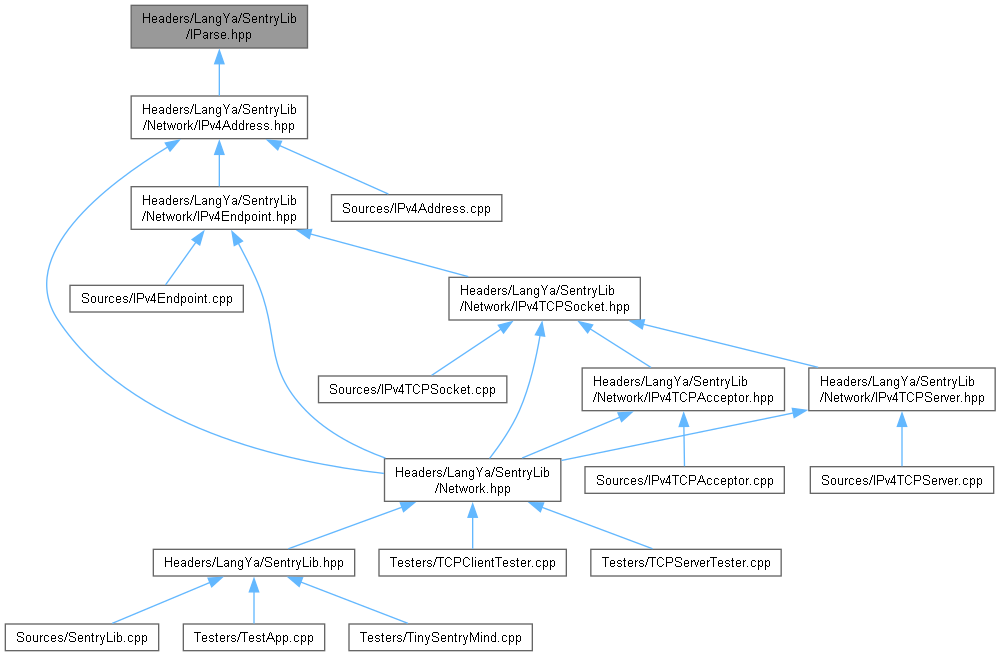 Headers/LangYa/SentryLib
/IParse.hpp
Headers/LangYa/SentryLib
/Network/IPv4Address.hpp
Headers/LangYa/SentryLib
/Network/IPv4Endpoint.hpp
Sources/IPv4Address.cpp
Sources/IPv4Endpoint.cpp
Headers/LangYa/SentryLib
/Network/IPv4TCPSocket.hpp
Sources/IPv4TCPSocket.cpp
Headers/LangYa/SentryLib
/Network/IPv4TCPAcceptor.hpp
Headers/LangYa/SentryLib
/Network/IPv4TCPServer.hpp
Headers/LangYa/SentryLib
/Network.hpp
Sources/IPv4TCPAcceptor.cpp
Sources/IPv4TCPServer.cpp
Headers/LangYa/SentryLib.hpp
Testers/TCPClientTester.cpp
Testers/TCPServerTester.cpp
Sources/SentryLib.cpp
Testers/TestApp.cpp
Testers/TinySentryMind.cpp